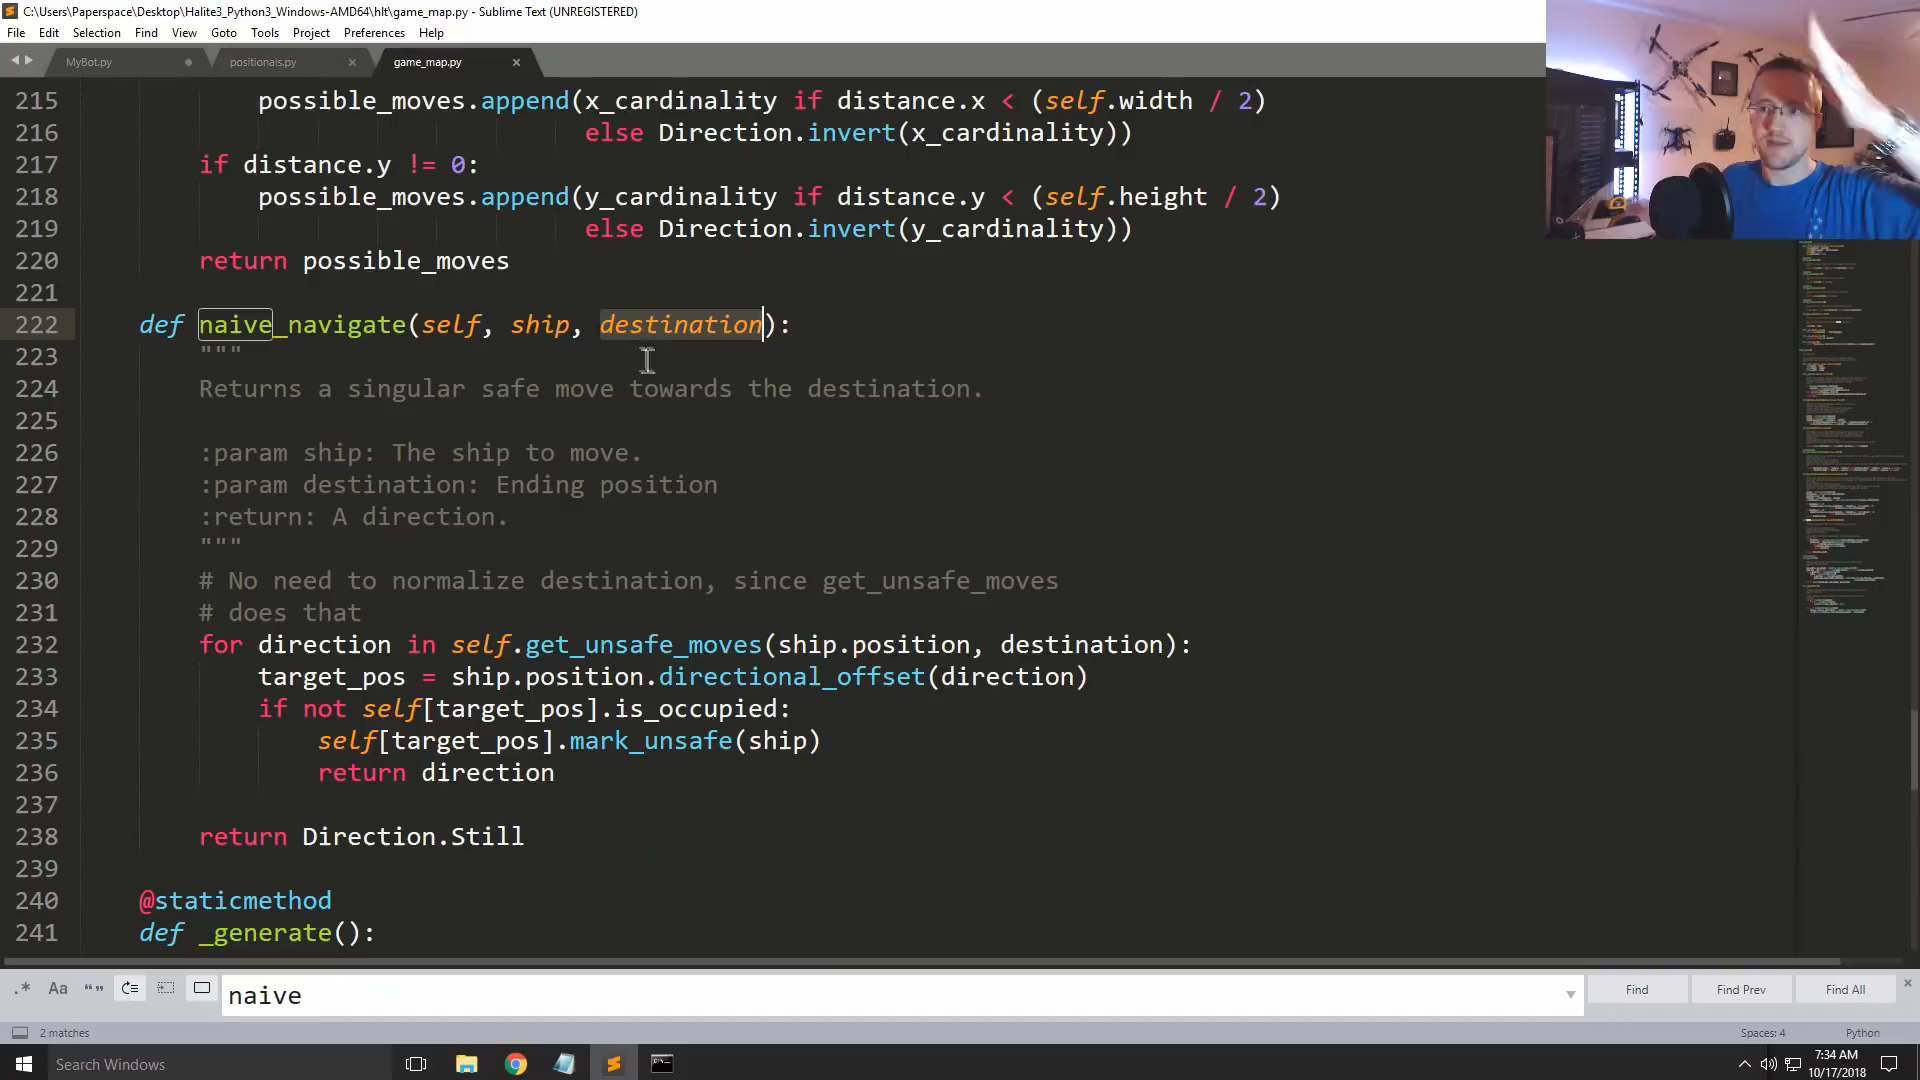 C:\Users\Paperspace\Desktop\Halite3_Python3_Windows-AMD64\hlt\game_map.py - Sublime Text (UNREGISTERED)
File Edit Selection Find View Goto Tools Project Preferences Help
MyBot.py positionals.py game_map.py
215 possible_moves.append(x_cardinality if distance.x < (self.width / 2)
216 else Direction.invert(x_cardinality))
217 if distance.y != 0:
218 possible_moves.append(y_cardinality if distance.y < (self.height / 2)
219 else Direction.invert(y_cardinality))
220 return possible_moves
221
222 def naive_navigate(self, ship, destination):
223 """
224 Returns a singular safe move towards the destination.
225
226 :param ship: The ship to move.
227 :param destination: Ending position
228 :return: A direction.
229 """
230 # No need to normalize destination, since get_unsafe_moves
231 # does that
232 for direction in self.get_unsafe_moves(ship.position, destination):
233 target_pos = ship.position.directional_offset(direction)
234 if not self[target_pos].is_occupied:
235 self[target_pos].mark_unsafe(ship)
236 return direction
237
238 return Direction.Still
239
240 @staticmethod
241 def _generate():
.* Aa “” naive Find Find Prev Find All
2 matches Spaces: 4 Python
Search Windows 7:34 AM
10/17/2018